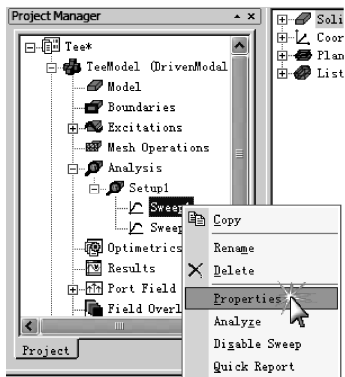 Project Manager
Tee*
TeeModel (DrivenModal
Model
Boundaries
Excitations
Mesh Operations
Analysis
Setup1
Sweep
Sweep
Optimetrics
Results
Port Field
Field Overl
Project
Soli
Coor
Plan
List
Copy
Rename
Delete
Properties
Analyze
Disable Sweep
Quick Report